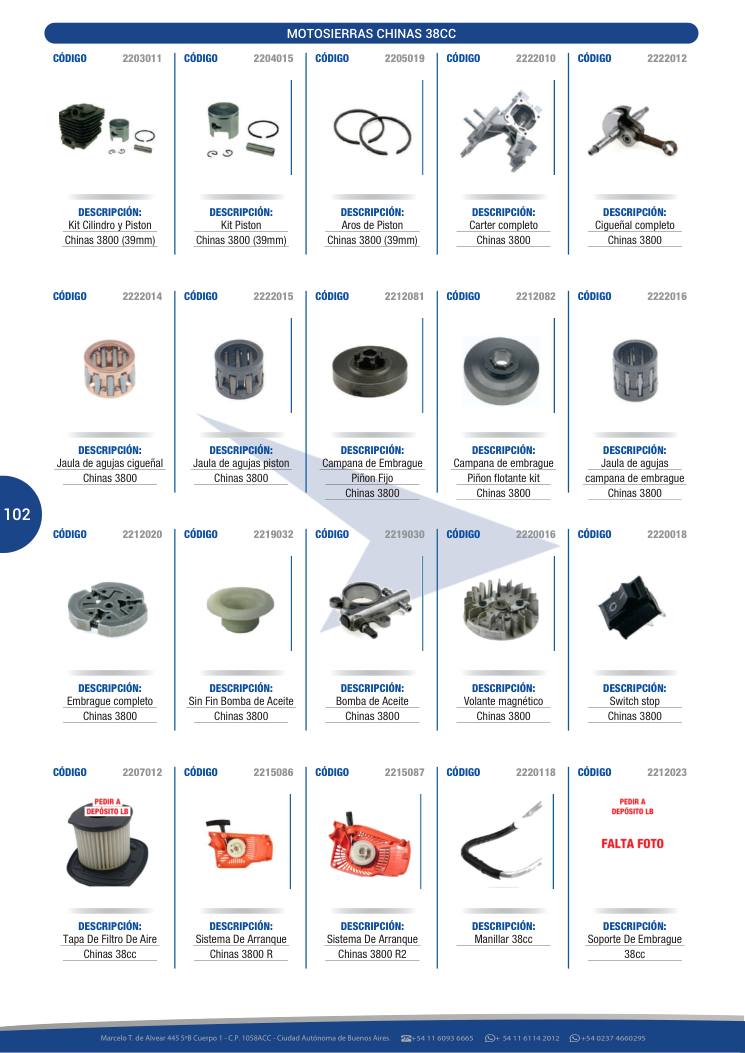 MOTOSIERRAS CHINAS 38CC
CÓDIGO 2203011
DESCRIPCIÓN:
Kit Cilindro y Piston
Chinas 3800 (39mm)
CÓDIGO 2204015
DESCRIPCIÓN:
Kit Piston
Chinas 3800 (39mm)
CÓDIGO 2205019
DESCRIPCIÓN:
Aros de Piston
Chinas 3800 (39mm)
CÓDIGO 2222010
DESCRIPCIÓN:
Carter completo
Chinas 3800
CÓDIGO 2222012
DESCRIPCIÓN:
Cigueñal completo
Chinas 3800
CÓDIGO 2222014
DESCRIPCIÓN:
Jaula de agujas cigueñal
Chinas 3800
CÓDIGO 2222015
DESCRIPCIÓN:
Jaula de agujas piston
Chinas 3800
CÓDIGO 2212081
DESCRIPCIÓN:
Campana de Embrague
Piñon Fijo
Chinas 3800
CÓDIGO 2212082
DESCRIPCIÓN:
Campana de embrague
Piñon flotante kit
Chinas 3800
CÓDIGO 2222016
DESCRIPCIÓN:
Jaula de agujas
campana de embrague
Chinas 3800
102
CÓDIGO 2212020
DESCRIPCIÓN:
Embrague completo
Chinas 3800
CÓDIGO 2219032
DESCRIPCIÓN:
Sin Fin Bomba de Aceite
Chinas 3800
CÓDIGO 2219030
DESCRIPCIÓN:
Bomba de Aceite
Chinas 3800
CÓDIGO 2220016
DESCRIPCIÓN:
Volante magnético
Chinas 3800
CÓDIGO 2220018
DESCRIPCIÓN:
Switch stop
Chinas 3800
CÓDIGO 2207012
PEDIR A
DEPÓSITO LB
DESCRIPCIÓN:
Tapa De Filtro De Aire
Chinas 38cc
CÓDIGO 2215086
DESCRIPCIÓN:
Sistema De Arranque
Chinas 3800 R
CÓDIGO 2215087
DESCRIPCIÓN:
Sistema De Arranque
Chinas 3800 R2
CÓDIGO 2220118
DESCRIPCIÓN:
Manillar 38cc
CÓDIGO 2212023
PEDIR A
DEPÓSITO LB
FALTA FOTO
DESCRIPCIÓN:
Soporte De Embrague
38cc
Marcelo T. de Alvear 445 5ºB Cuerpo 1 - C.P. 1058ACC - Ciudad Autónoma de Buenos Aires. +54 11 6093 6665 + 54 11 6114 2012 +54 0237 4660295